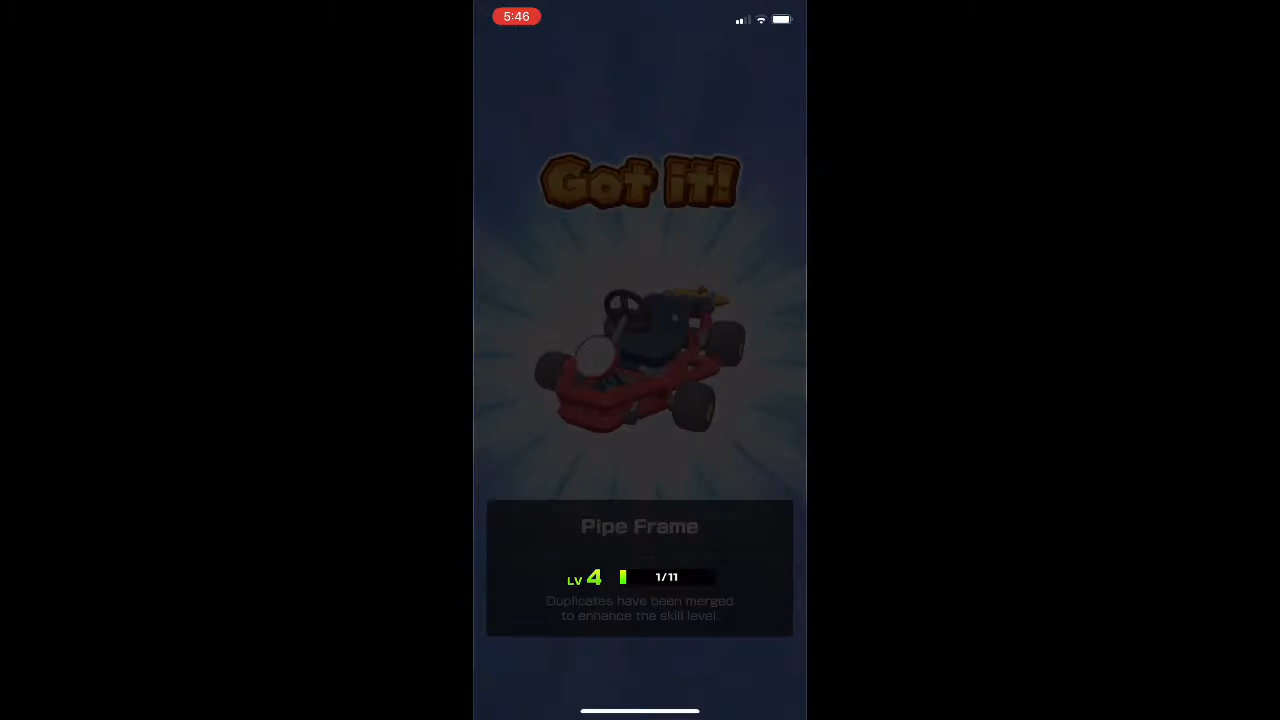 5:46
Got it!
Pipe Frame
LV 4 1/11
Duplicates have been merged
to enhance the skill level.